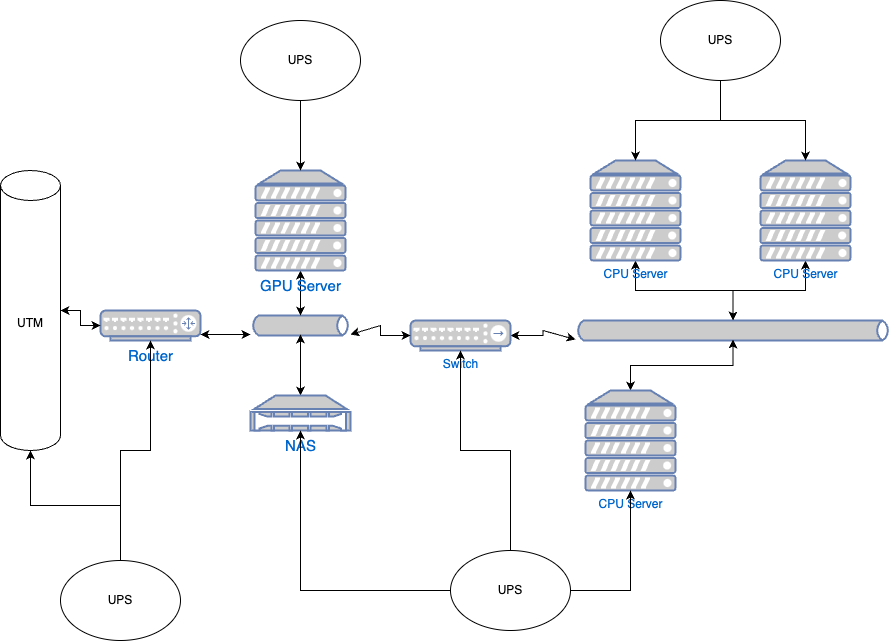 UPS
UPS
CPU Server
CPU Server
GPU Server
UTM
Router
Switch
NAS
CPU Server
UPS
UPS